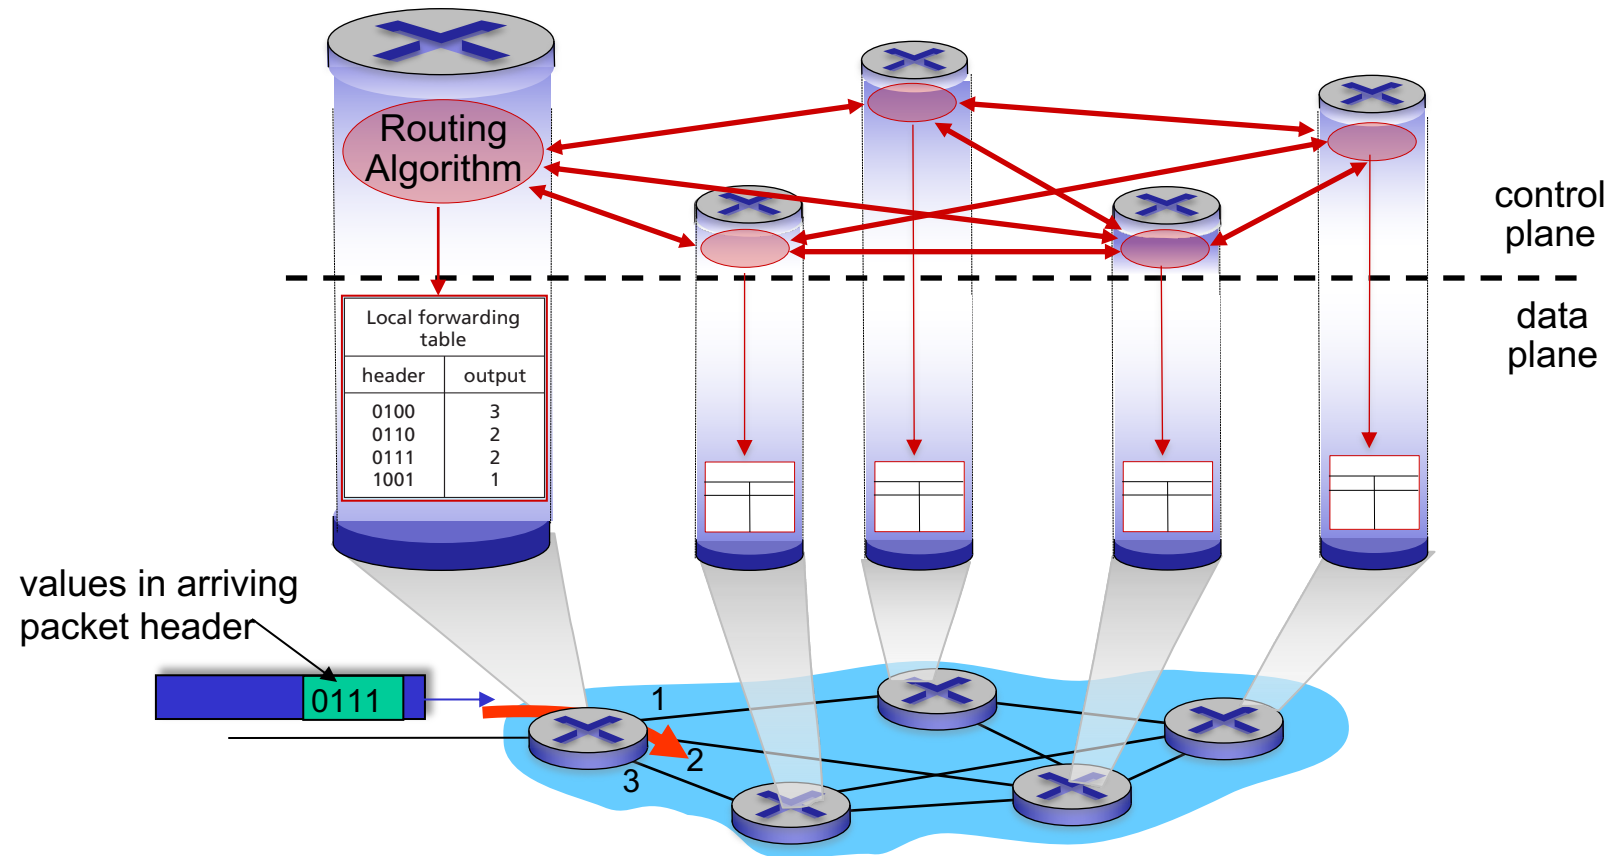 Routing
Algorithm
control
plane
data
plane
Local forwarding
table
header output
0100 3
0110 2
0111 2
1001 1
values in arriving
packet header
0111
1
2
3